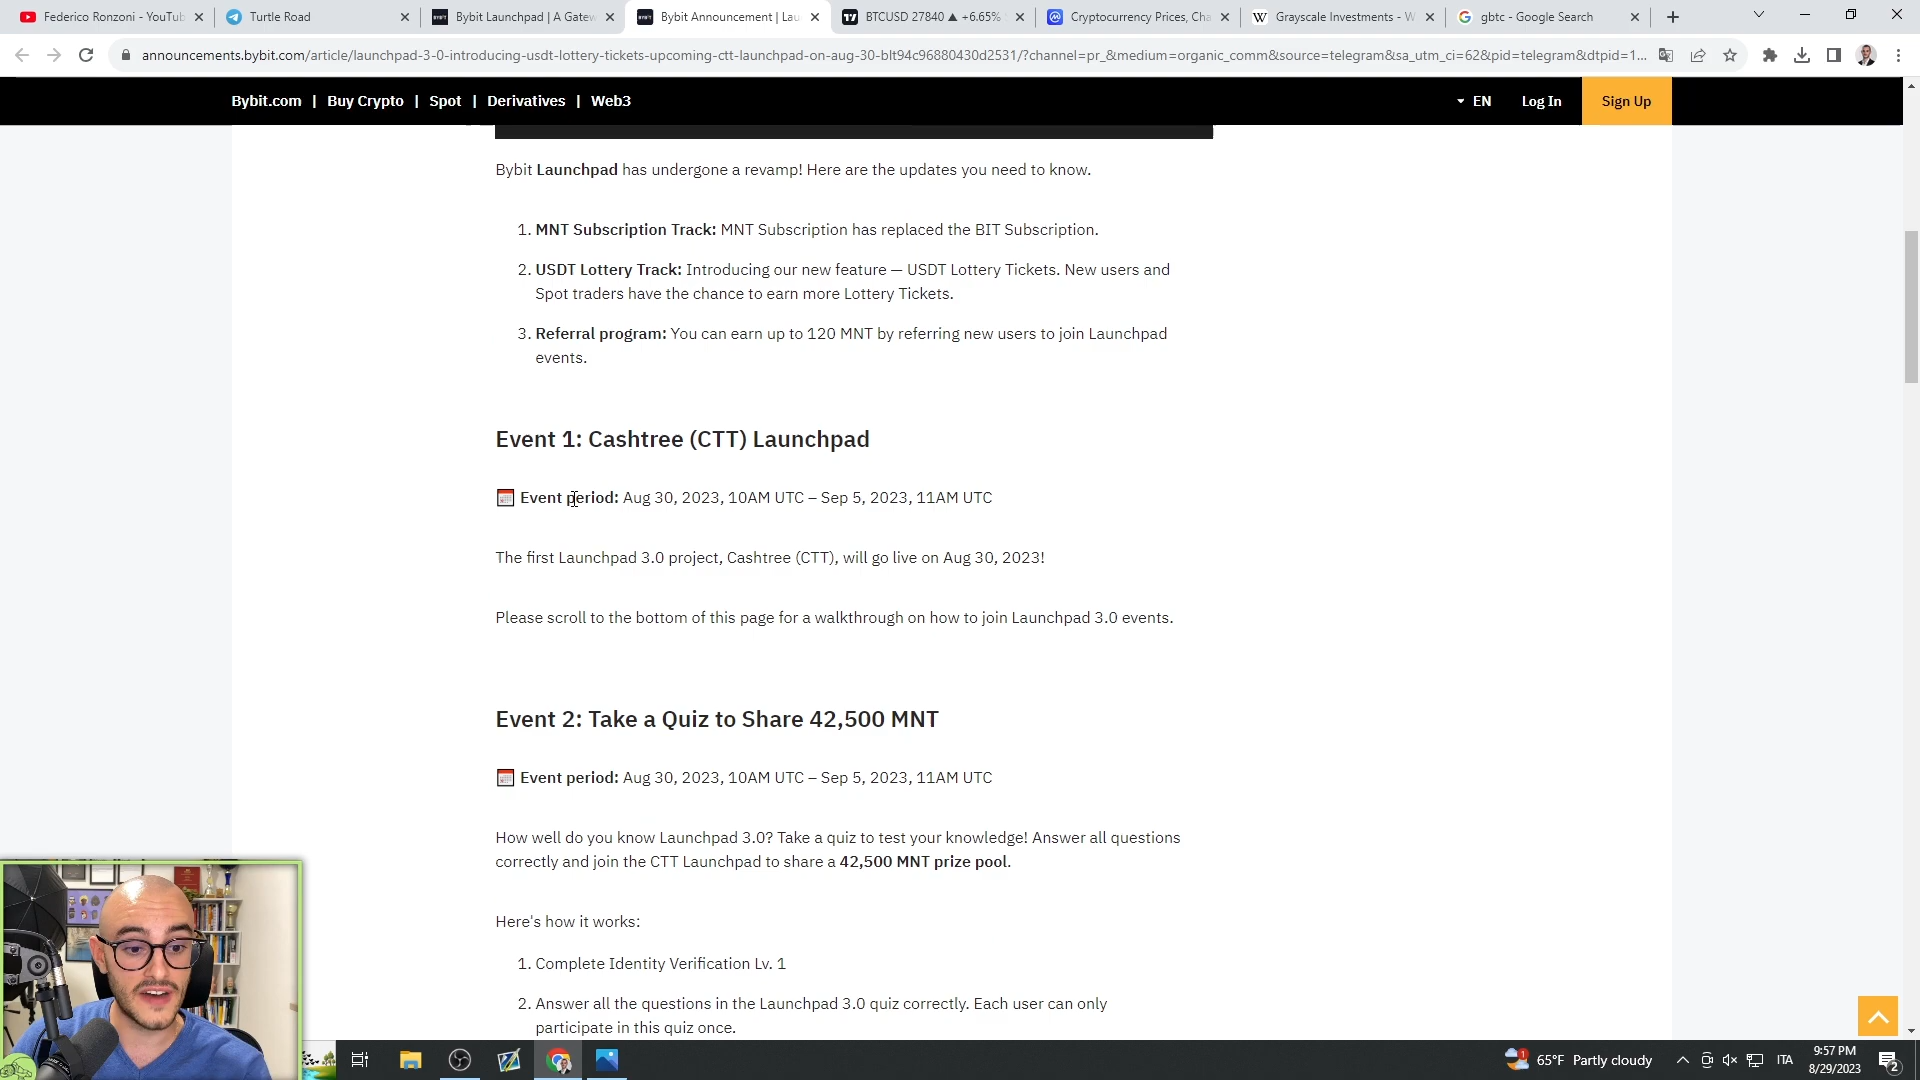 Federico Ronzoni - YouTub
Turtle Road
Bybit Launchpad | A Gatew
Bybit Announcement | Lau
BTCUSD 27840 ▲ +6.65%
Cryptocurrency Prices, Cha
Grayscale Investments - W
gbtc - Google Search
announcements.bybit.com/article/launchpad-3-0-introducing-usdt-lottery-tickets-upcoming-ctt-launchpad-on-aug-30-blt94c96880430d2531/?channel=pr_&medium=organic_comm&source=telegram&sa_utm_ci=62&pid=telegram&dtpid=1...
Bybit.com | Buy Crypto | Spot | Derivatives | Web3
EN
Log In
Sign Up
Bybit Launchpad has undergone a revamp! Here are the updates you need to know.
1. MNT Subscription Track: MNT Subscription has replaced the BIT Subscription.
2. USDT Lottery Track: Introducing our new feature — USDT Lottery Tickets. New users and
Spot traders have the chance to earn more Lottery Tickets.
3. Referral program: You can earn up to 120 MNT by referring new users to join Launchpad
events.
Event 1: Cashtree (CTT) Launchpad
Event period: Aug 30, 2023, 10AM UTC – Sep 5, 2023, 11AM UTC
The first Launchpad 3.0 project, Cashtree (CTT), will go live on Aug 30, 2023!
Please scroll to the bottom of this page for a walkthrough on how to join Launchpad 3.0 events.
Event 2: Take a Quiz to Share 42,500 MNT
Event period: Aug 30, 2023, 10AM UTC – Sep 5, 2023, 11AM UTC
How well do you know Launchpad 3.0? Take a quiz to test your knowledge! Answer all questions
correctly and join the CTT Launchpad to share a 42,500 MNT prize pool.
Here's how it works:
1. Complete Identity Verification Lv. 1
2. Answer all the questions in the Launchpad 3.0 quiz correctly. Each user can only
participate in this quiz once.
65°F Partly cloudy
ITA
9:57 PM
8/29/2023
2